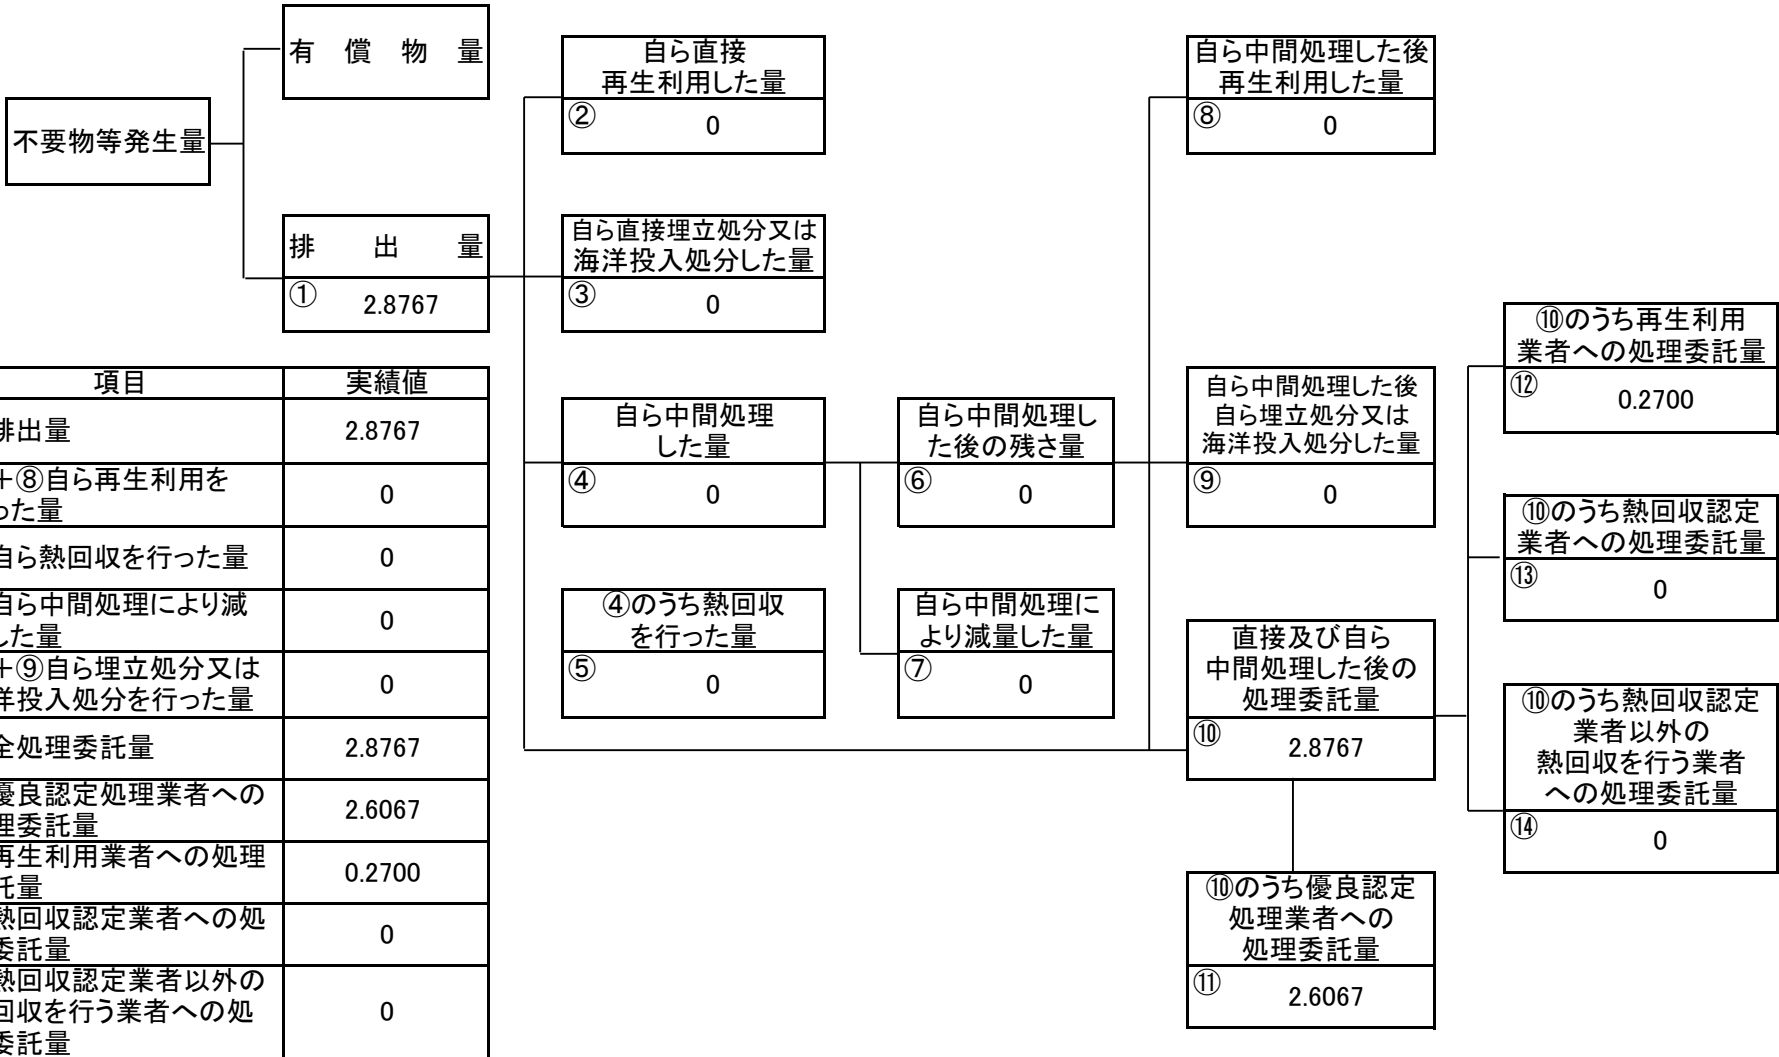 不要物等発生量
有償物量
排出量
① 2.8767
自ら直接
再生利用した量
② 0
自ら直接埋立処分又は
海洋投入処分した量
③ 0
自ら中間処理
した量
④ 0
④のうち熱回収
を行った量
⑤ 0
自ら中間処理し
た後の残さ量
⑥ 0
自ら中間処理に
より減量した量
⑦ 0
自ら中間処理した後
再生利用した量
⑧ 0
自ら中間処理した後
自ら埋立処分又は
海洋投入処分した量
⑨ 0
直接及び自ら
中間処理した後の
処理委託量
⑩ 2.8767
⑩のうち優良認定
処理業者への
処理委託量
⑪ 2.6067
⑩のうち再生利用
業者への処理委託量
⑫ 0.2700
⑩のうち熱回収認定
業者への処理委託量
⑬ 0
⑩のうち熱回収認定
業者以外の
熱回収を行う業者
への処理委託量
⑭ 0
項目 実績値
排出量 2.8767
+⑧自ら再生利用を
った量 0
自ら熱回収を行った量 0
自ら中間処理により減
した量 0
+⑨自ら埋立処分又は
洋投入処分を行った量 0
全処理委託量 2.8767
優良認定処理業者への
理委託量 2.6067
再生利用業者への処理
託量 0.2700
熱回収認定業者への処
委託量 0
熱回収認定業者以外の
回収を行う業者への処
委託量 0